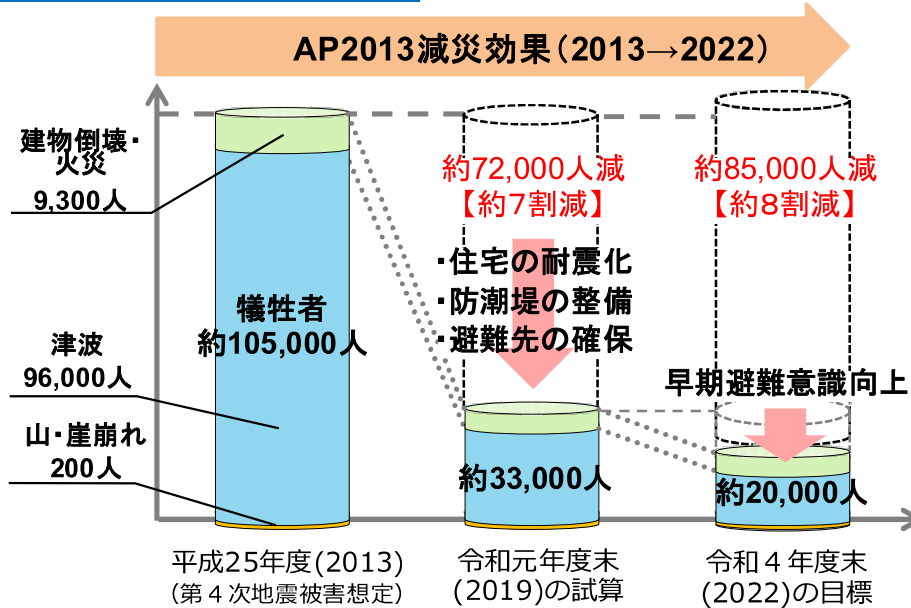 AP2013減災効果（2013→2022）
建物倒壊・
火災
9,300人
津波
96,000人
山・崖崩れ
200人
犠牲者
約105,000人
約72,000人減
【約７割減】
・住宅の耐震化
・防潮堤の整備
・避難先の確保
約33,000人
約85,000人減
【約８割減】
早期避難意識向上
約20,000人
平成25年度(2013)
（第４次地震被害想定）
令和元年度末
(2019)の試算
令和４年度末
(2022)の目標